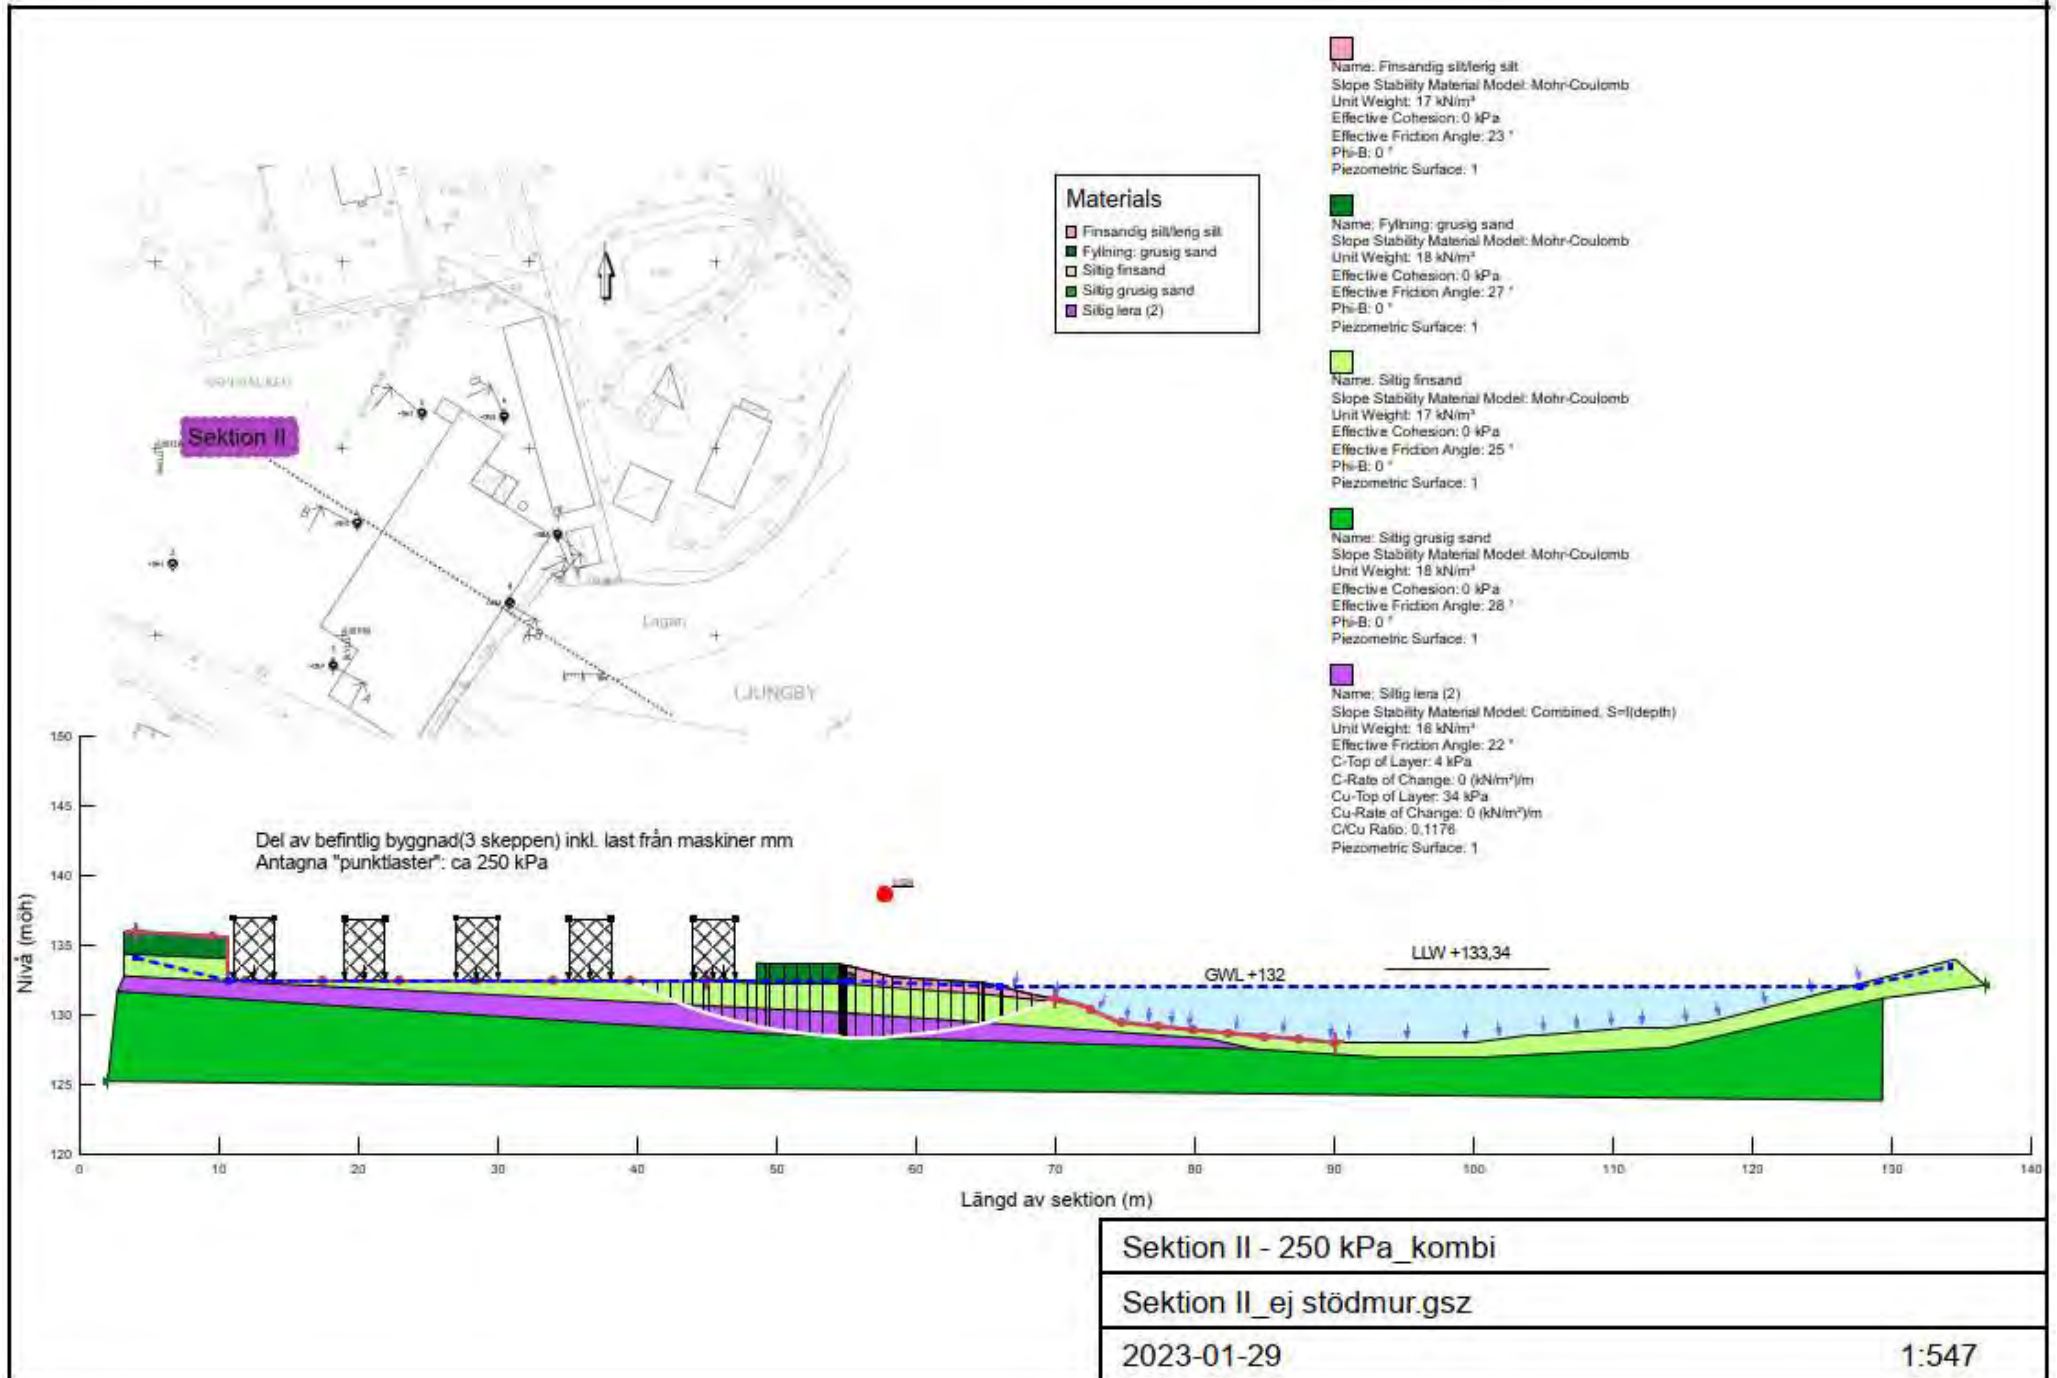 Name: Finsandig silt/lerig silt
Slope Stability Material Model: Mohr-Coulomb
Unit Weight: 17 kN/m³
Effective Cohesion: 0 kPa
Effective Friction Angle: 23 °
Phi-B: 0 °
Piezometric Surface: 1
Name: Fyllning: grusig sand
Slope Stability Material Model: Mohr-Coulomb
Unit Weight: 18 kN/m³
Effective Cohesion: 0 kPa
Effective Friction Angle: 27 °
Phi-B: 0 °
Piezometric Surface: 1
Name: Siltig finsand
Slope Stability Material Model: Mohr-Coulomb
Unit Weight: 17 kN/m³
Effective Cohesion: 0 kPa
Effective Friction Angle: 25 °
Phi-B: 0 °
Piezometric Surface: 1
Name: Siltig grusig sand
Slope Stability Material Model: Mohr-Coulomb
Unit Weight: 18 kN/m³
Effective Cohesion: 0 kPa
Effective Friction Angle: 28 °
Phi-B: 0 °
Piezometric Surface: 1
Name: Siltig lera (2)
Slope Stability Material Model: Combined, S=f(depth)
Unit Weight: 16 kN/m³
Effective Friction Angle: 22 °
C-Top of Layer: 4 kPa
C-Rate of Change: 0 (kN/m²)/m
Cu-Top of Layer: 34 kPa
Cu-Rate of Change: 0 (kN/m²)/m
C/Cu Ratio: 0,1176
Piezometric Surface: 1
Materials
Finsandig silt/lerig silt
Fyllning: grusig sand
Siltig finsand
Siltig grusig sand
Siltig lera (2)
Sektion II
Lagan
LJUNGBY
Del av befintlig byggnad(3 skeppen) inkl. last från maskiner mm
Antagna "punktlaster": ca 250 kPa
LLW +133,34
GWL +132
Nivå (möh)
150
145
140
135
130
125
120
0 10 20 30 40 50 60 70 80 90 100 110 120 130 140
Längd av sektion (m)
Sektion II - 250 kPa_kombi
Sektion II_ej stödmur.gsz
2023-01-29 1:547